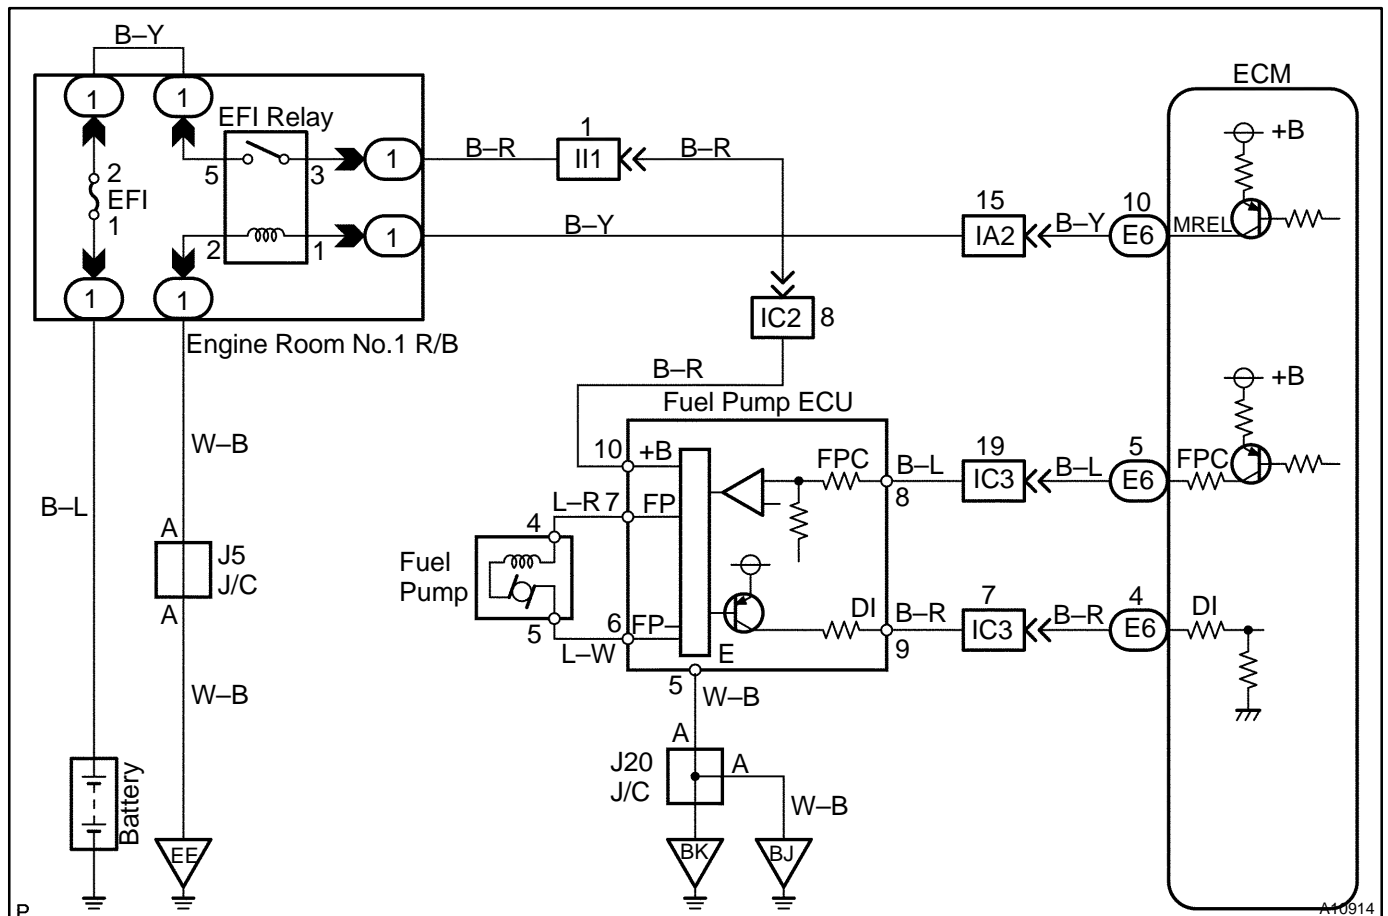 B–Y
ECM
1
1
EFI Relay
+B
1
B–R
II1
B–R
1
2
EFI
1
5
3
15
10
B–Y
IA2
B–Y
E6
MREL
2
1
1
1
1
IC2
8
Engine Room No.1 R/B
B–R
+B
Fuel Pump ECU
W–B
10
+B
FPC
B–L
19
IC3
B–L
5
E6
FPC
8
B–L
L–R
7
FP
4
A
J5
J/C
A
Fuel
Pump
5
6
FP–
L–W
E
DI
B–R
9
7
IC3
B–R
4
E6
DI
5
W–B
W–B
A
J20
J/C
A
W–B
Battery
EE
BK
BJ
P
A10914